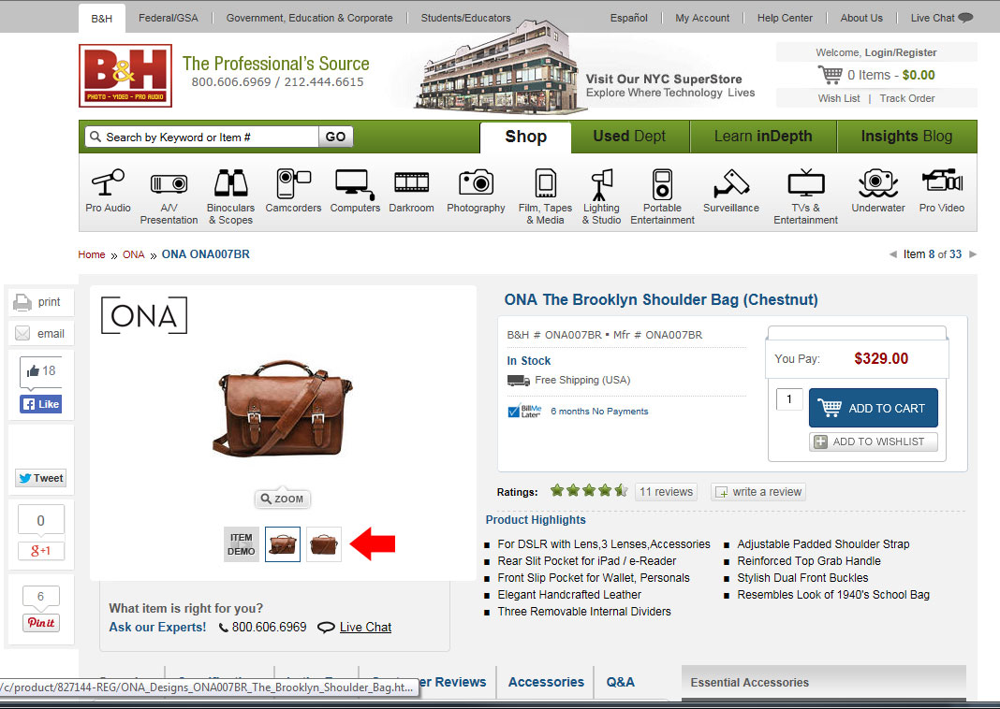 B&H
Federal/GSA
Government, Education & Corporate
Students/Educators
Español
My Account
Help Center
About Us
Live Chat
B&H
PHOTO - VIDEO - PRO AUDIO
The Professional's Source
800.606.6969 / 212.444.6615
Visit Our NYC SuperStore
Explore Where Technology Lives
Welcome, Login/Register
0 Items - $0.00
Wish List | Track Order
Search by Keyword or Item #
GO
Shop
Used Dept
Learn inDepth
Insights Blog
Pro Audio
A/V
Presentation
Binoculars
& Scopes
Camcorders
Computers
Darkroom
Photography
Film, Tapes
& Media
Lighting
& Studio
Portable
Entertainment
Surveillance
TVs &
Entertainment
Underwater
Pro Video
Home » ONA » ONA ONA007BR
Item 8 of 33
print
email
18
Like
Tweet
0
g+1
6
Pin it
ONA
ZOOM
ITEM
DEMO
What item is right for you?
Ask our Experts! 800.606.6969 Live Chat
ONA The Brooklyn Shoulder Bag (Chestnut)
B&H # ONA007BR • Mfr # ONA007BR
In Stock
Free Shipping (USA)
BillMe
Later
6 months No Payments
You Pay: $329.00
1
ADD TO CART
ADD TO WISHLIST
Ratings:
11 reviews
write a review
Product Highlights
For DSLR with Lens,3 Lenses,Accessories
Rear Slit Pocket for iPad / e-Reader
Front Slip Pocket for Wallet, Personals
Elegant Handcrafted Leather
Three Removable Internal Dividers
Adjustable Padded Shoulder Strap
Reinforced Top Grab Handle
Stylish Dual Front Buckles
Resembles Look of 1940's School Bag
er Reviews
Accessories
Q&A
Essential Accessories
/c/product/827144-REG/ONA_Designs_ONA007BR_The_Brooklyn_Shoulder_Bag.ht...